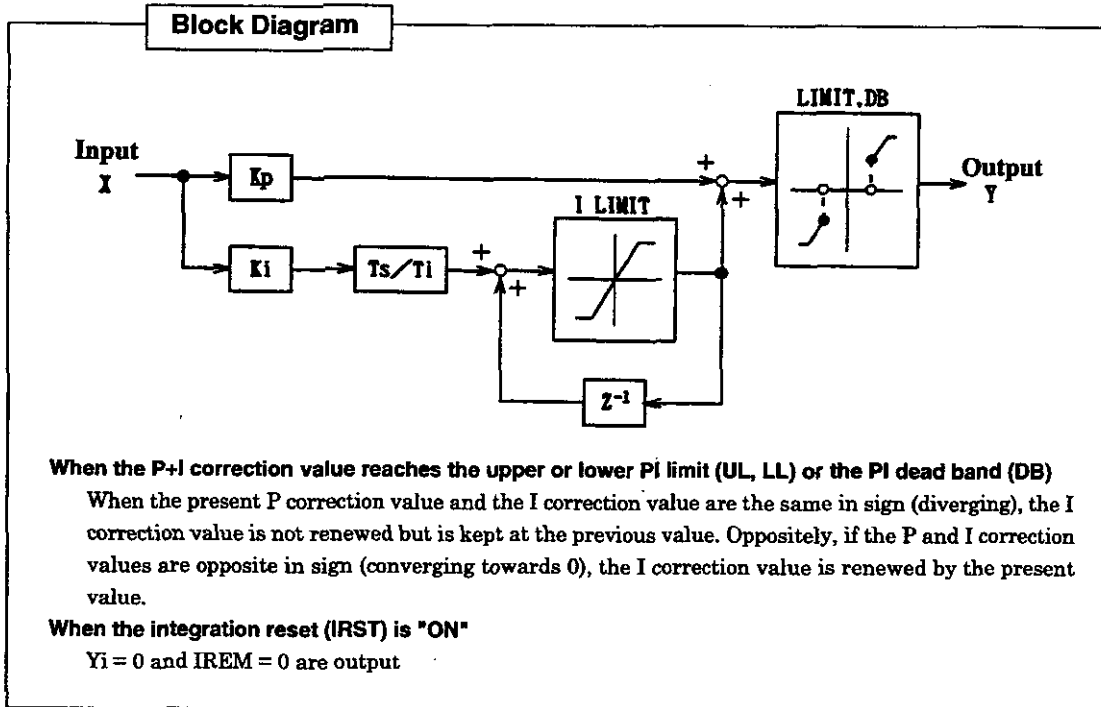 Block Diagram
LIMIT.DB
Input
X
Kp
+
+
Output
Y
I LIMIT
Ki
Ts/Ti
+
+
Z⁻¹
When the P+I correction value reaches the upper or lower PI limit (UL, LL) or the PI dead band (DB)
When the present P correction value and the I correction value are the same in sign (diverging), the I
correction value is not renewed but is kept at the previous value. Oppositely, if the P and I correction
values are opposite in sign (converging towards 0), the I correction value is renewed by the present
value.
When the integration reset (IRST) is "ON"
Yi = 0 and IREM = 0 are output